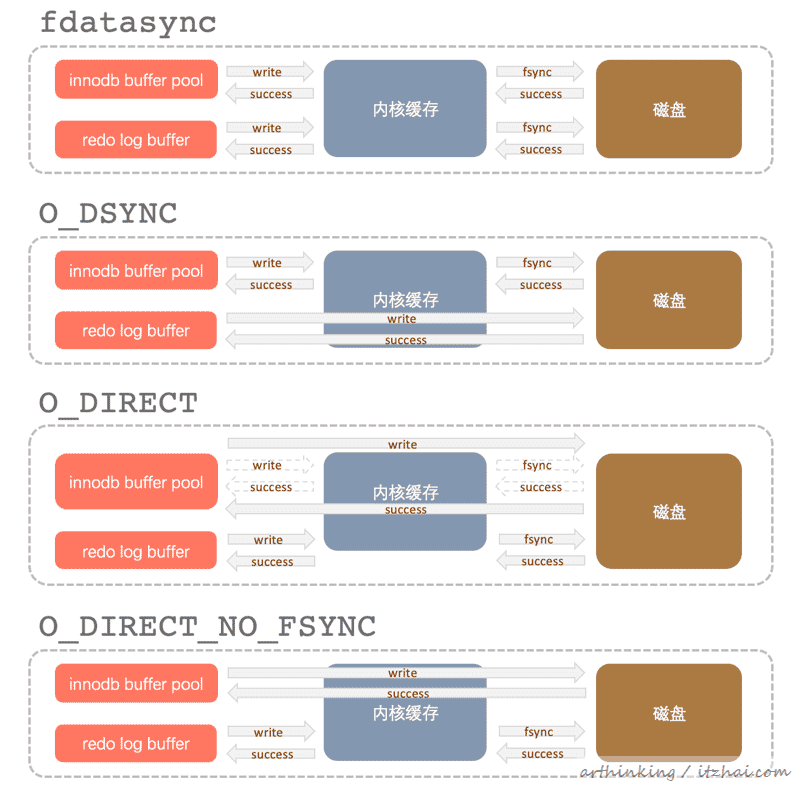 fdatasync
innodb buffer pool
write
success
内核缓存
fsync
success
磁盘
redo log buffer
write
success
fsync
success
O_DSYNC
innodb buffer pool
write
success
内核缓存
fsync
success
磁盘
redo log buffer
write
success
O_DIRECT
write
innodb buffer pool
write
success
内核缓存
fsync
success
success
磁盘
redo log buffer
write
success
fsync
success
O_DIRECT_NO_FSYNC
innodb buffer pool
write
success
内核缓存
磁盘
redo log buffer
write
success
fsync
success
arthinking / itzhai.com